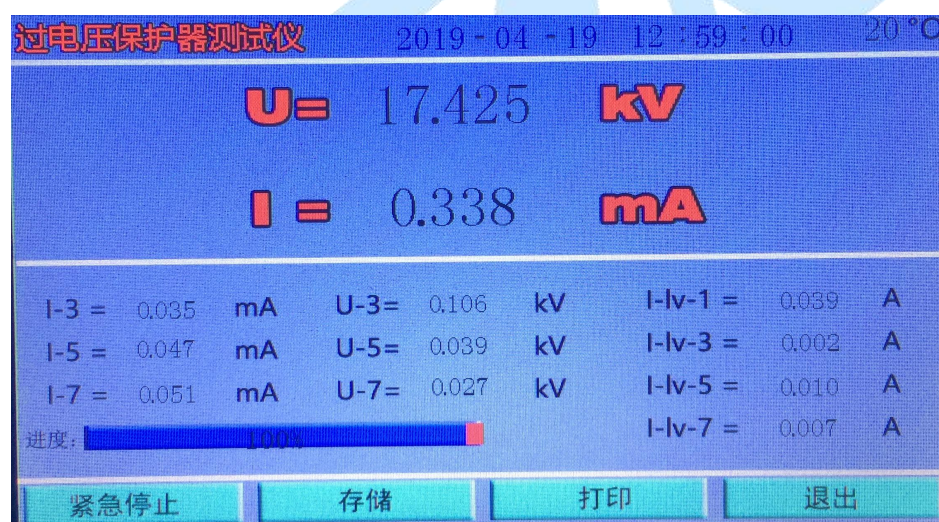 过电压保护器测试仪 2019-04-19 12:59:00 20 °C
U= 17.425 kV
I = 0.338 mA
I-3 = 0.035 mA U-3= 0.106 kV I-lv-1 = 0.039 A
I-5 = 0.047 mA U-5= 0.039 kV I-lv-3 = 0.002 A
I-7 = 0.051 mA U-7= 0.027 kV I-lv-5 = 0.010 A
进度: 100% I-lv-7 = 0.007 A
紧急停止 存储 打印 退出